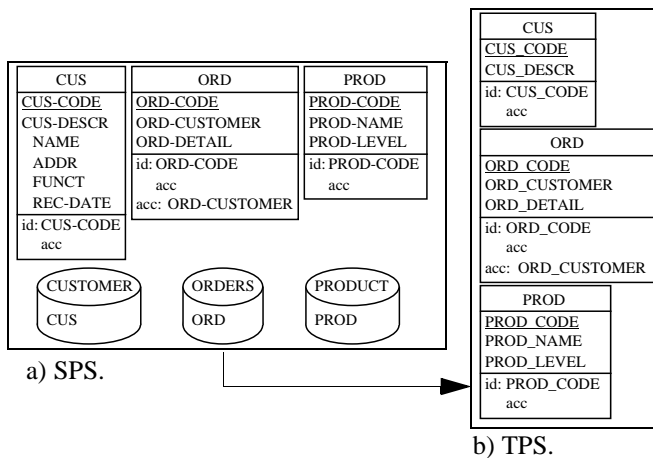 CUS
CUS-CODE
CUS-DESCR
NAME
ADDR
FUNCT
REC-DATE
id: CUS-CODE
acc
ORD
ORD-CODE
ORD-CUSTOMER
ORD-DETAIL
id: ORD-CODE
acc
acc: ORD-CUSTOMER
PROD
PROD-CODE
PROD-NAME
PROD-LEVEL
id: PROD-CODE
acc
CUSTOMER
CUS
ORDERS
ORD
PRODUCT
PROD
a) SPS.
CUS
CUS_CODE
CUS_DESCR
id: CUS_CODE
acc
ORD
ORD_CODE
ORD_CUSTOMER
ORD_DETAIL
id: ORD_CODE
acc
acc: ORD_CUSTOMER
PROD
PROD_CODE
PROD_NAME
PROD_LEVEL
id: PROD_CODE
acc
b) TPS.